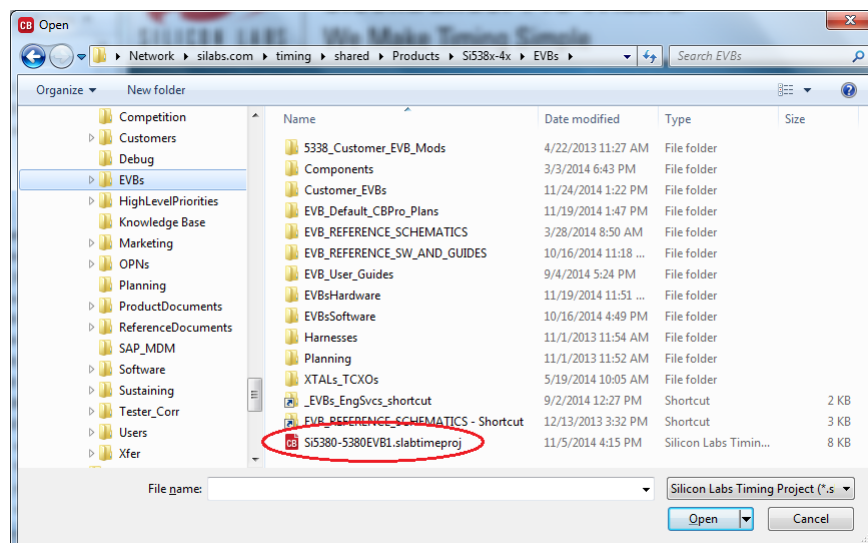 CB Open
SILICON LABS We Make Timing Simple
Network silabs.com timing shared Products Si538x-4x EVBs Search EVBs
Organize New folder
Name Date modified Type Size
Competition
Customers
Debug
EVBs
HighLevelPriorities
Knowledge Base
Marketing
OPNs
Planning
ProductDocuments
ReferenceDocuments
SAP_MDM
Software
Sustaining
Tester_Corr
Users
Xfer
5338_Customer_EVB_Mods 4/22/2013 11:27 AM File folder
Components 3/3/2014 6:43 PM File folder
Customer_EVBs 11/24/2014 1:22 PM File folder
EVB_Default_CBPro_Plans 11/19/2014 1:47 PM File folder
EVB_REFERENCE_SCHEMATICS 3/28/2014 8:50 AM File folder
EVB_REFERENCE_SW_AND_GUIDES 10/16/2014 11:18 ... File folder
EVB_User_Guides 9/4/2014 5:24 PM File folder
EVBsHardware 11/19/2014 11:51 ... File folder
EVBsSoftware 10/16/2014 4:49 PM File folder
Harnesses 11/1/2013 11:54 AM File folder
Planning 11/1/2013 11:52 AM File folder
XTALs_TCXOs 5/19/2014 10:05 AM File folder
_EVBs_EngSvcs_shortcut 9/2/2014 12:27 PM Shortcut 2 KB
EVB_REFERENCE_SCHEMATICS - Shortcut 12/13/2013 3:32 PM Shortcut 3 KB
CB Si5380-5380EVB1.slabtimeproj 11/5/2014 4:15 PM Silicon Labs Timin... 8 KB
File name: Silicon Labs Timing Project (*.s
Open Cancel